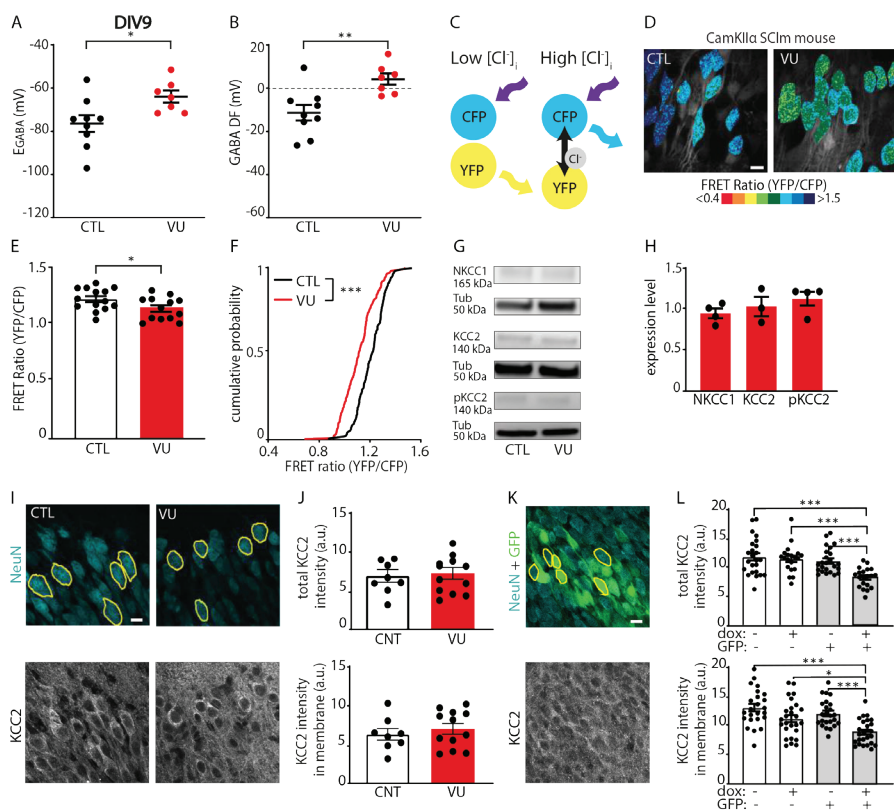 A
DIV9
*
EGABA (mV)
-40
-60
-80
-100
-120
CTL
VU
B
**
GABA DF (mV)
20
0
-20
-40
-60
CTL
VU
C
Low [Cl-]i
High [Cl-]i
CFP
YFP
CFP
Cl-
YFP
D
CamKIIα SClm mouse
CTL
VU
FRET Ratio (YFP/CFP)
<0.4
>1.5
E
*
FRET Ratio (YFP/CFP)
1.5
1.0
0.5
0
CTL
VU
F
cumulative probability
1
0.5
0
CTL
VU
***
0.4
0.8
1.2
1.6
FRET ratio (YFP/CFP)
G
NKCC1
165 kDa
Tub
50 kDa
KCC2
140 kDa
Tub
50 kDa
pKCC2
140 kDa
Tub
50 kDa
CTL
VU
H
expression level
1.5
1.0
0.5
0
NKCC1
KCC2
pKCC2
I
CTL
VU
NeuN
KCC2
J
total KCC2
intensity (a.u.)
15
10
5
0
CNT
VU
KCC2 intensity
in membrane (a.u.)
15
10
5
0
CNT
VU
K
NeuN + GFP
KCC2
L
total KCC2
intensity (a.u.)
20
15
10
5
0
***
***
***
dox: - + - +
GFP: - - + +
KCC2 intensity
in membrane (a.u.)
20
15
10
5
0
***
*
***
dox: - + - +
GFP: - - + +